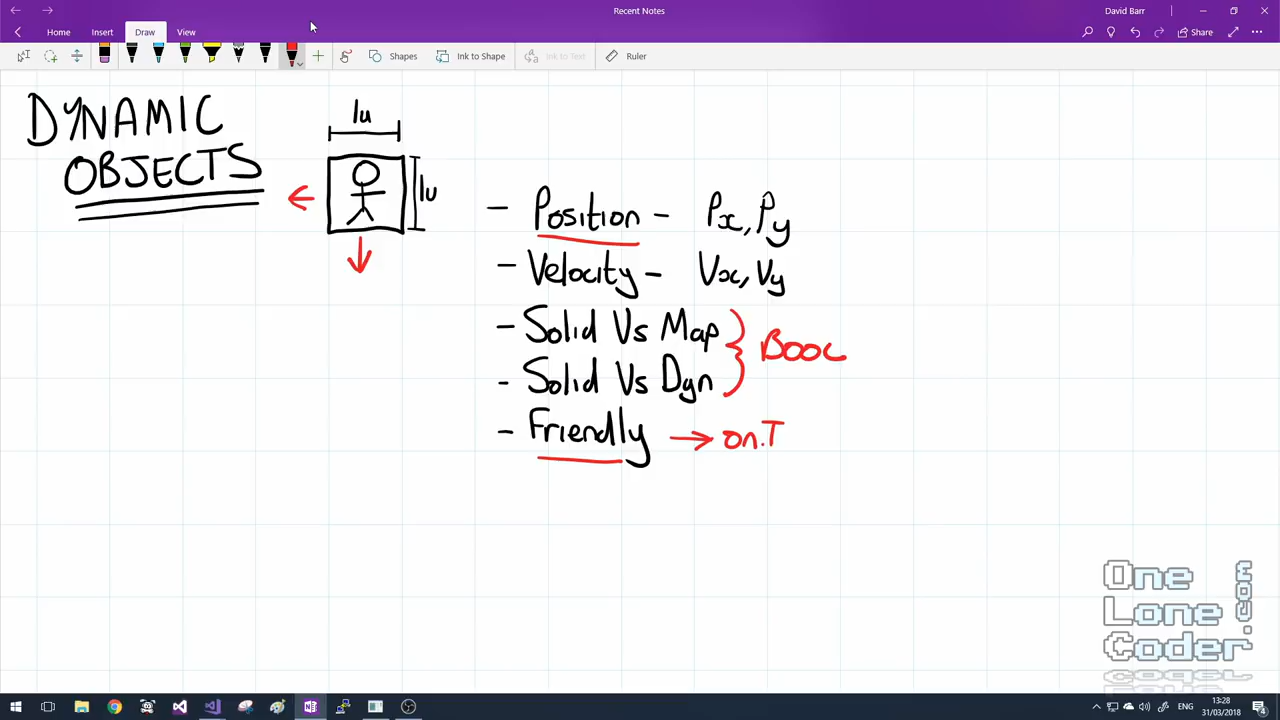 Recent Notes
David Barr
Home
Insert
Draw
View
Share
Shapes
Ink to Shape
Ink to Text
Ruler
DYNAMIC
OBJECTS
1u
1u
- Position - Px, Py
- Velocity - Vx, Vy
- Solid Vs Map
- Solid Vs Dyn
} BOOL
- Friendly → on.T
One
Lone
Coder
.com
ENG
13:28
31/03/2018
4